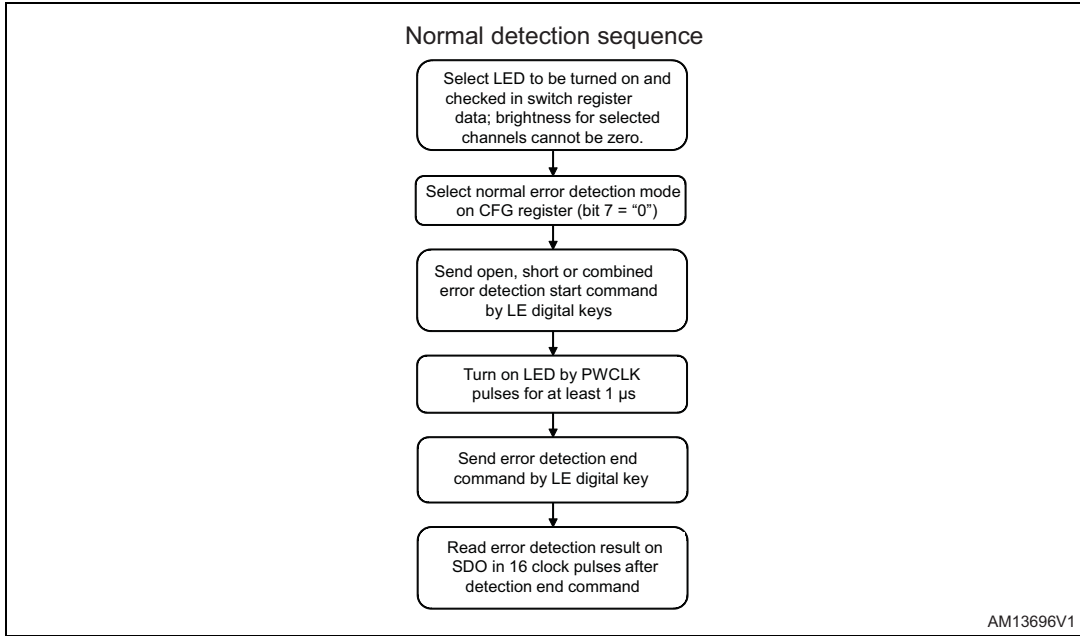 Normal detection sequence
Select LED to be turned on and
checked in switch register
data; brightness for selected
channels cannot be zero.
Select normal error detection mode
on CFG register (bit 7 = “0”)
Send open, short or combined
error detection start command
by LE digital keys
Turn on LED by PWCLK
pulses for at least 1 µs
Send error detection end
command by LE digital key
Read error detection result on
SDO in 16 clock pulses after
detection end command
AM13696V1